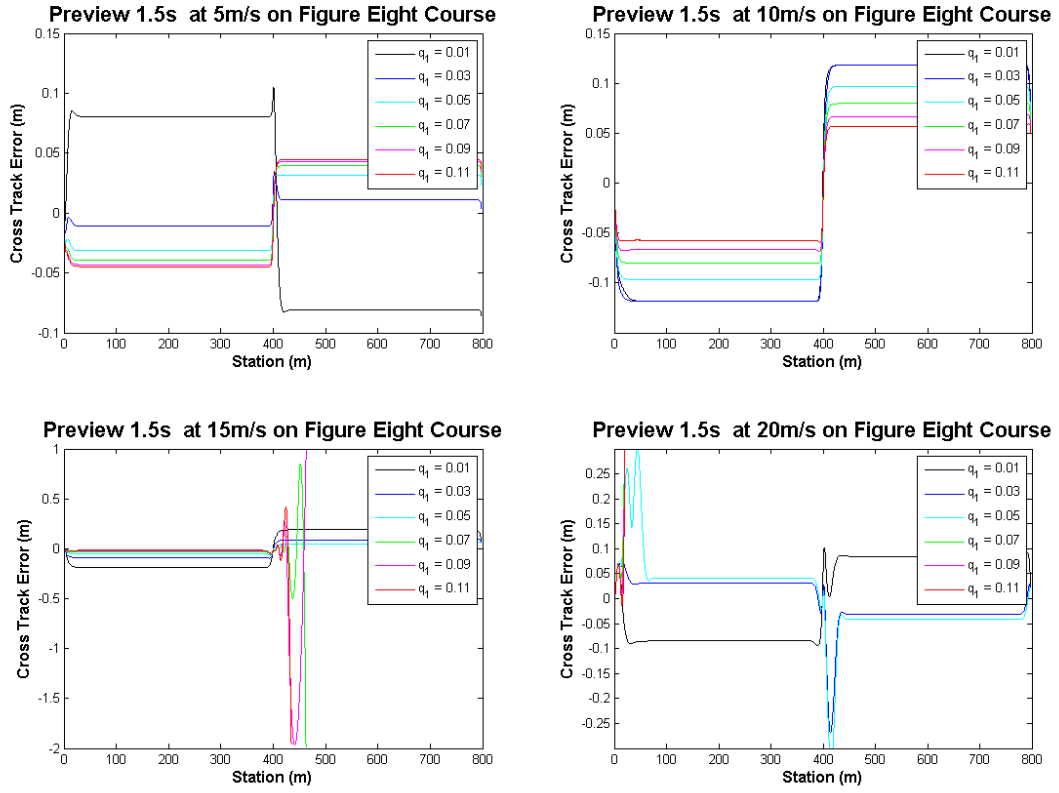 Preview 1.5s at 5m/s on Figure Eight Course
Cross Track Error (m)
0.15
0.1
0.05
0
-0.05
-0.1
0
100
200
300
400
500
600
700
800
Station (m)
q1 = 0.01
q1 = 0.03
q1 = 0.05
q1 = 0.07
q1 = 0.09
q1 = 0.11
Preview 1.5s at 10m/s on Figure Eight Course
Cross Track Error (m)
0.15
0.1
0.05
0
-0.05
-0.1
0
100
200
300
400
500
600
700
800
Station (m)
q1 = 0.01
q1 = 0.03
q1 = 0.05
q1 = 0.07
q1 = 0.09
q1 = 0.11
Preview 1.5s at 15m/s on Figure Eight Course
Cross Track Error (m)
1
0.5
0
-0.5
-1
-1.5
-2
0
100
200
300
400
500
600
700
800
Station (m)
q1 = 0.01
q1 = 0.03
q1 = 0.05
q1 = 0.07
q1 = 0.09
q1 = 0.11
Preview 1.5s at 20m/s on Figure Eight Course
Cross Track Error (m)
0.25
0.2
0.15
0.1
0.05
0
-0.05
-0.1
-0.15
-0.2
-0.25
0
100
200
300
400
500
600
700
800
Station (m)
q1 = 0.01
q1 = 0.03
q1 = 0.05
q1 = 0.07
q1 = 0.09
q1 = 0.11